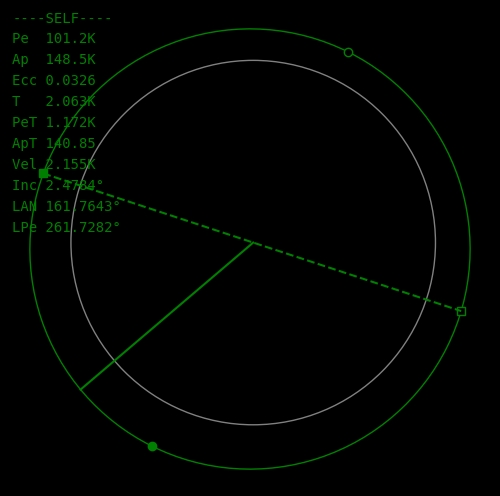 ----SELF----
Pe  101.2K
Ap  148.5K
Ecc 0.0326
T   2.063K
PeT 1.172K
ApT 140.85
Vel 2.155K
Inc 2.4784°
LAN 161.7643°
LPe 261.7282°